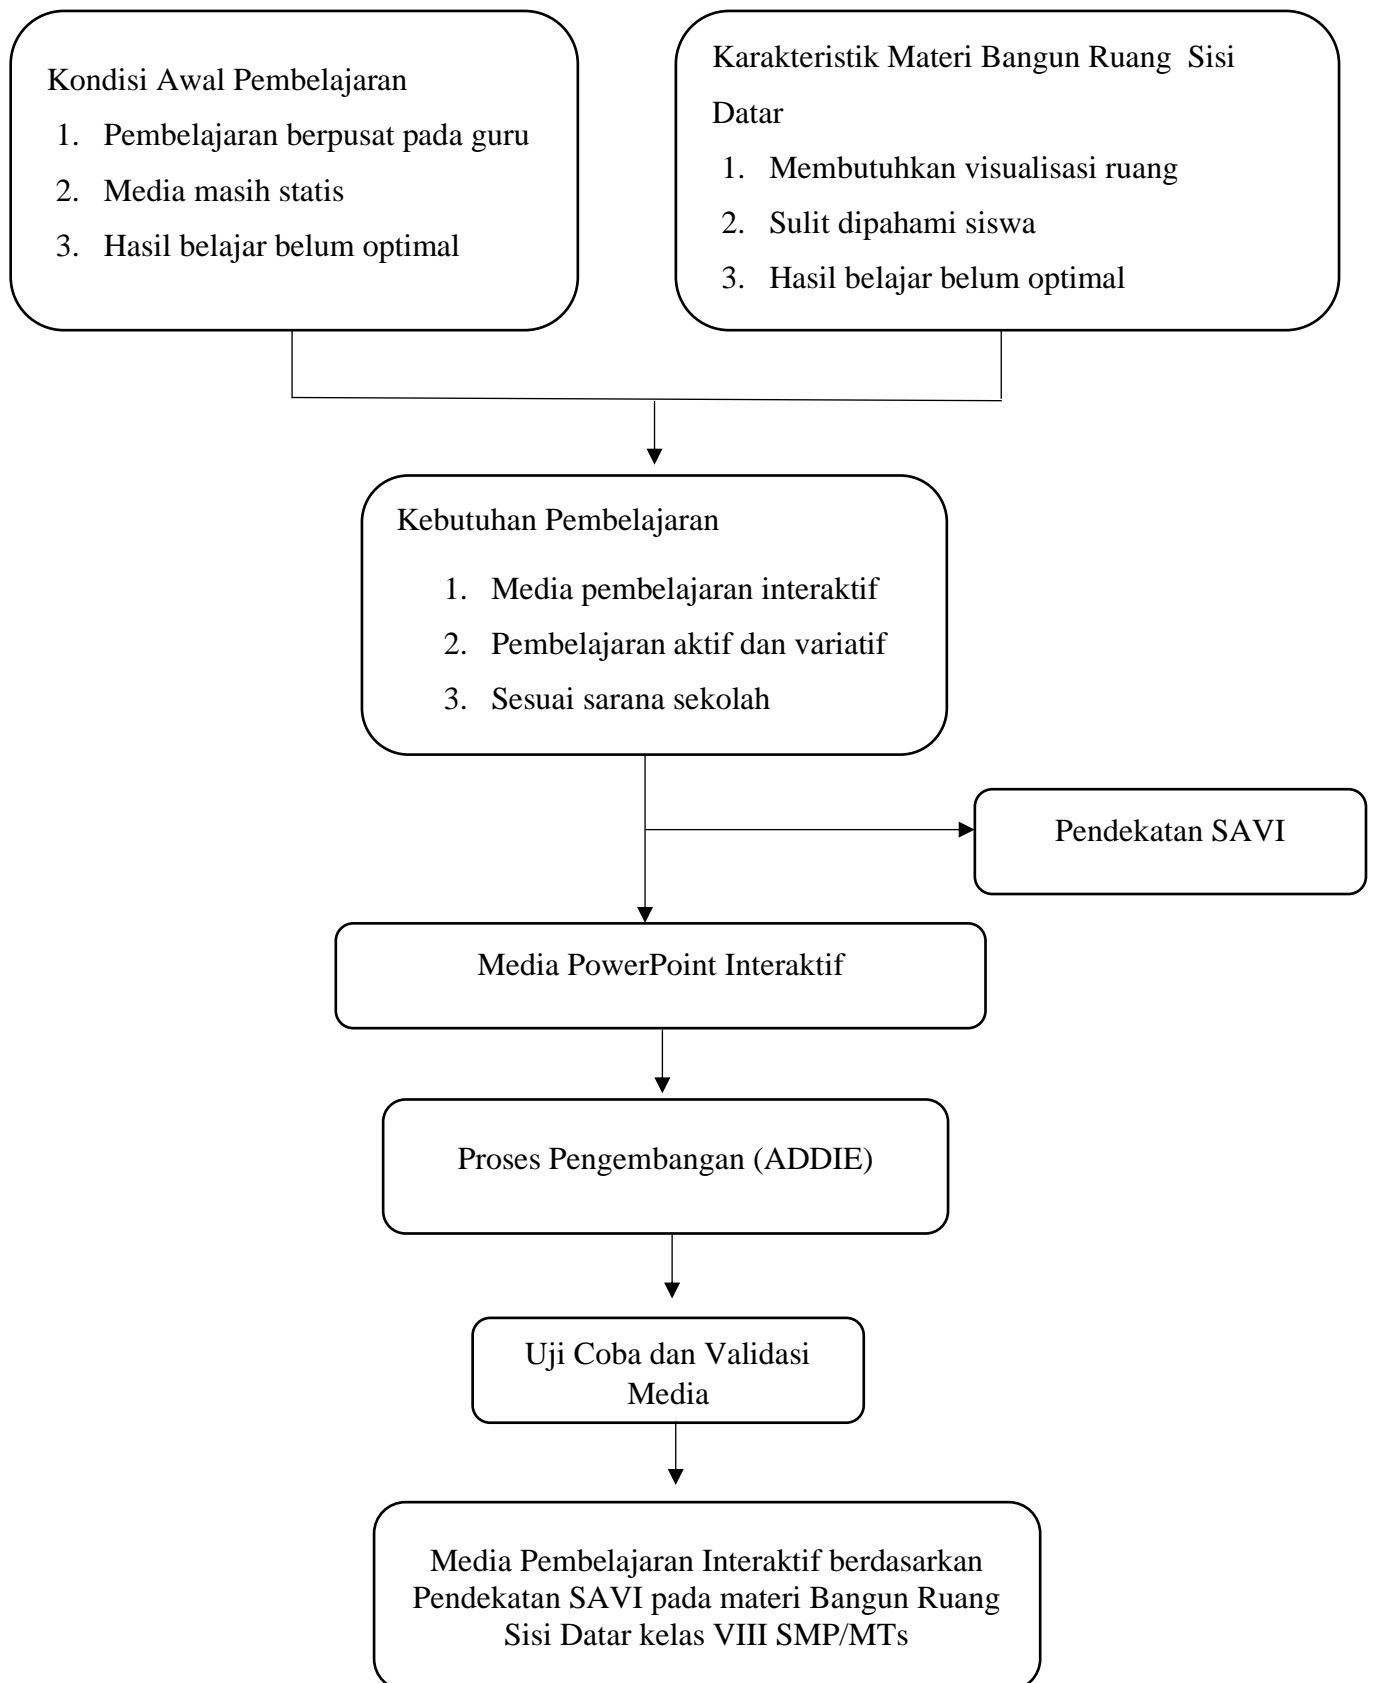 Kondisi Awal Pembelajaran
1. Pembelajaran berpusat pada guru
2. Media masih statis
3. Hasil belajar belum optimal
Karakteristik Materi Bangun Ruang Sisi
Datar
1. Membutuhkan visualisasi ruang
2. Sulit dipahami siswa
3. Hasil belajar belum optimal
Kebutuhan Pembelajaran
1. Media pembelajaran interaktif
2. Pembelajaran aktif dan variatif
3. Sesuai sarana sekolah
Pendekatan SAVI
Media PowerPoint Interaktif
Proses Pengembangan (ADDIE)
Uji Coba dan Validasi
Media
Media Pembelajaran Interaktif berdasarkan
Pendekatan SAVI pada materi Bangun Ruang
Sisi Datar kelas VIII SMP/MTs